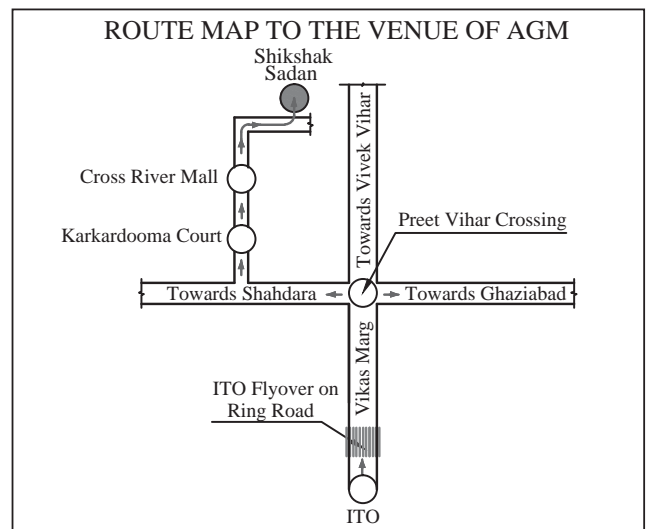 ROUTE MAP TO THE VENUE OF AGM
Shikshak
Sadan
Cross River Mall
Karkardooma Court
Towards Vivek Vihar
Preet Vihar Crossing
Towards Shahdara
Towards Ghaziabad
Vikas Marg
ITO Flyover on
Ring Road
ITO